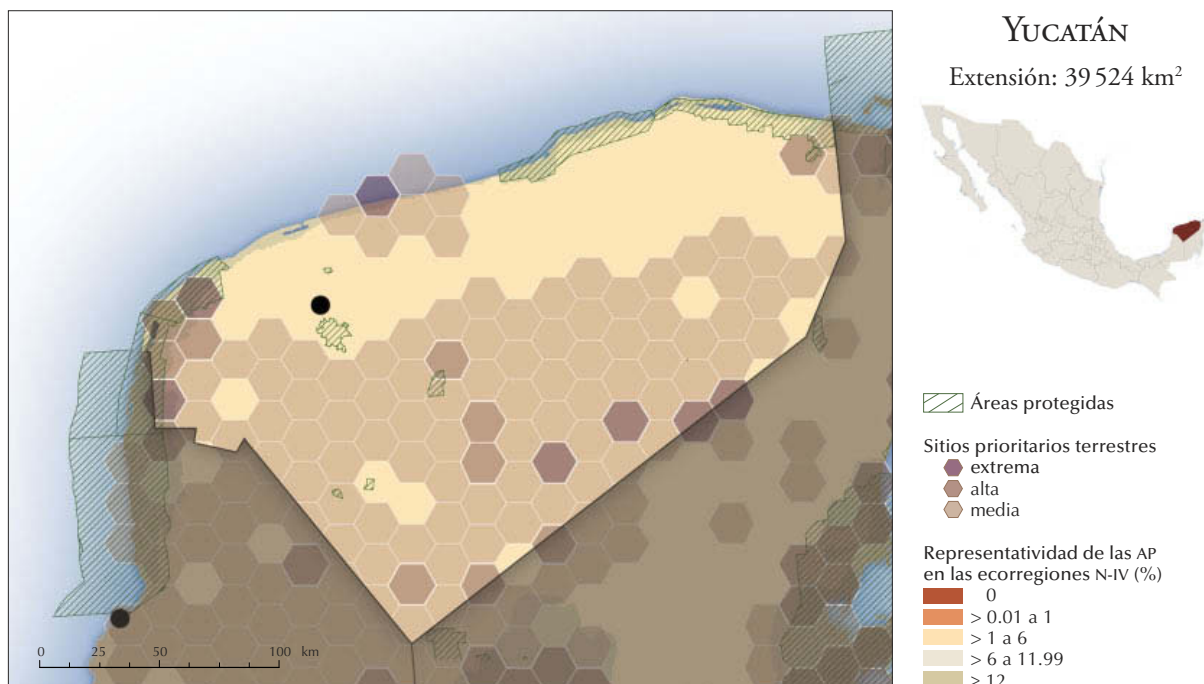 YUCATÁN
Extensión: 39 524 km²
Áreas protegidas
Sitios prioritarios terrestres
extrema
alta
media
Representatividad de las AP
en las ecorregiones N-IV (%)
0
> 0.01 a 1
> 1 a 6
> 6 a 11.99
> 12
0 25 50 100 km